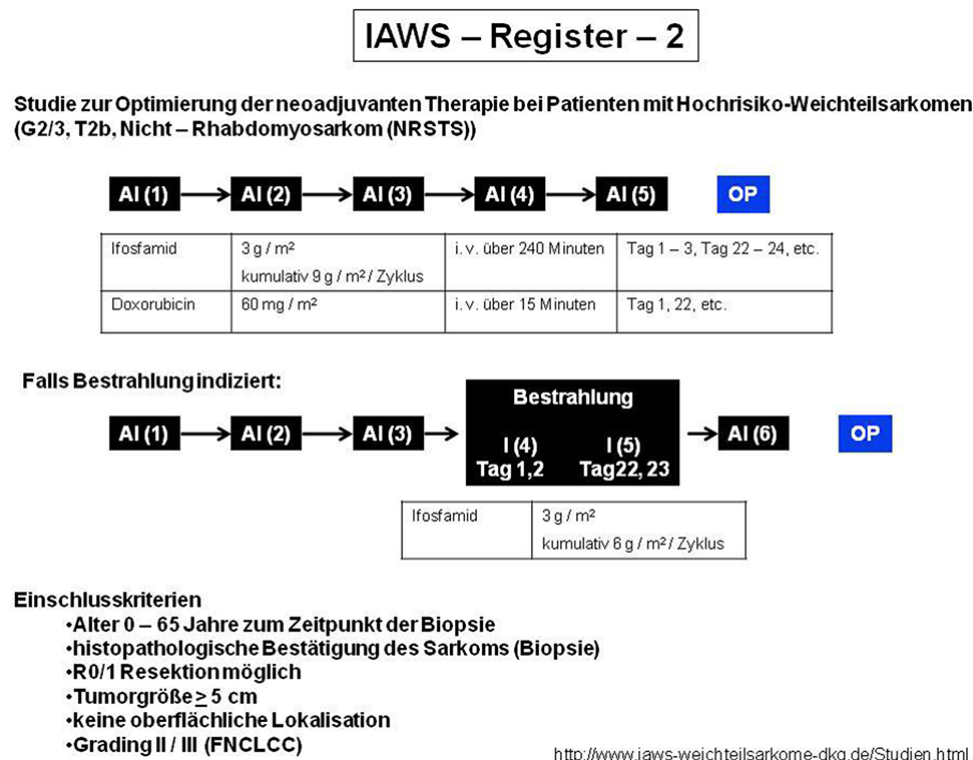 IAWS – Register – 2
Studie zur Optimierung der neoadjuvanten Therapie bei Patienten mit Hochrisiko-Weichteilsarkomen
(G2/3, T2b, Nicht – Rhabdomyosarkom (NRSTS))
AI (1) AI (2) AI (3) AI (4) AI (5) OP
Ifosfamid 3 g / m² i.v. über 240 Minuten Tag 1 – 3, Tag 22 – 24, etc.
kumulativ 9 g / m² / Zyklus
Doxorubicin 60 mg / m² i.v. über 15 Minuten Tag 1, 22, etc.
Falls Bestrahlung indiziert:
Bestrahlung
AI (1) AI (2) AI (3) I (4) I (5) AI (6) OP
Tag 1,2 Tag22, 23
Ifosfamid 3 g / m²
kumulativ 6 g / m² / Zyklus
Einschlusskriterien
•Alter 0 – 65 Jahre zum Zeitpunkt der Biopsie
•histopathologische Bestätigung des Sarkoms (Biopsie)
•R0/1 Resektion möglich
•Tumorgröße ≥ 5 cm
•keine oberflächliche Lokalisation
•Grading II / III (FNCLCC)
http://www.iaws-weichteilsarkome-dkg.de/Studien.html